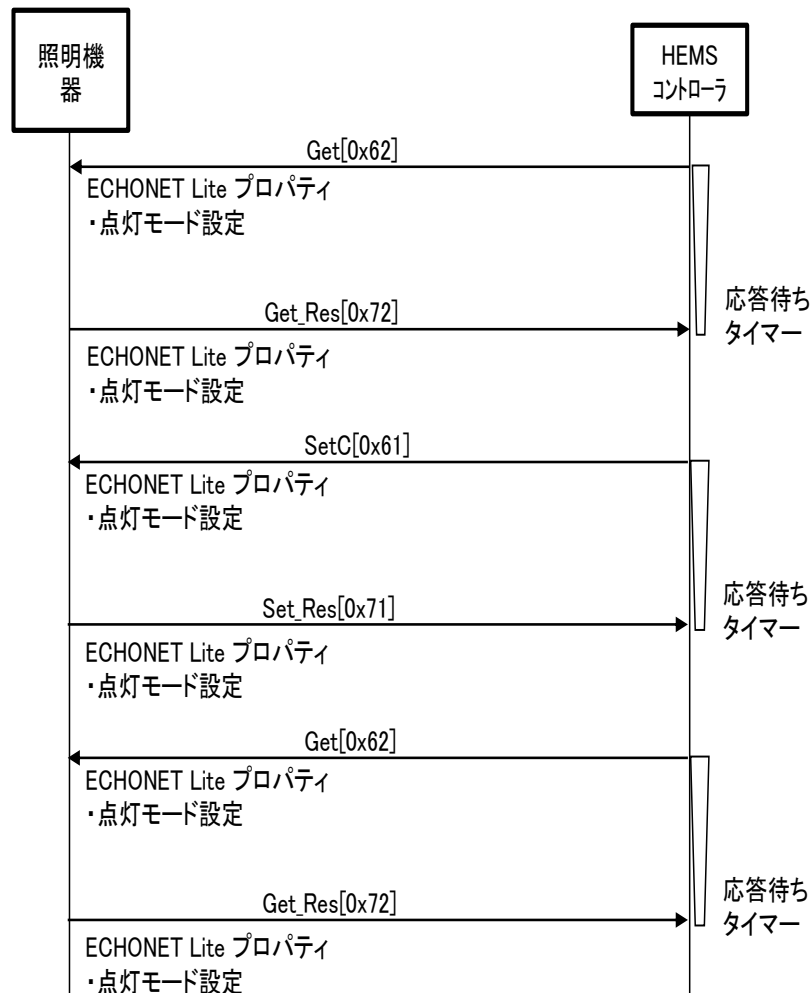 照明機
器
HEMS
コントローラ
Get[0x62]
ECHONET Lite プロパティ
・点灯モード設定
応答待ち
タイマー
Get_Res[0x72]
ECHONET Lite プロパティ
・点灯モード設定
SetC[0x61]
ECHONET Lite プロパティ
・点灯モード設定
応答待ち
タイマー
Set_Res[0x71]
ECHONET Lite プロパティ
・点灯モード設定
Get[0x62]
ECHONET Lite プロパティ
・点灯モード設定
応答待ち
タイマー
Get_Res[0x72]
ECHONET Lite プロパティ
・点灯モード設定